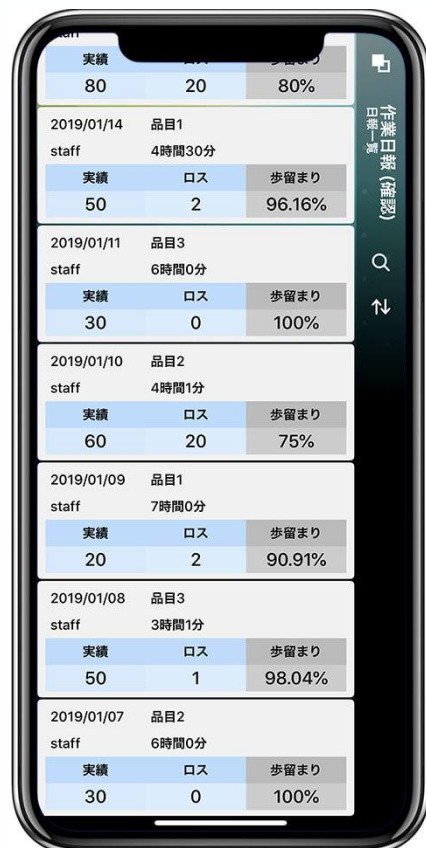 実績
80 20 80%
2019/01/14 品目1
staff 4時間30分
実績 ロス 歩留まり
50 2 96.16%
2019/01/11 品目3
staff 6時間0分
実績 ロス 歩留まり
30 0 100%
2019/01/10 品目2
staff 4時間1分
実績 ロス 歩留まり
60 20 75%
2019/01/09 品目1
staff 7時間0分
実績 ロス 歩留まり
20 2 90.91%
2019/01/08 品目3
staff 3時間1分
実績 ロス 歩留まり
50 1 98.04%
2019/01/07 品目2
staff 6時間0分
実績 ロス 歩留まり
30 0 100%
作業日報 (確認)
日報一覧